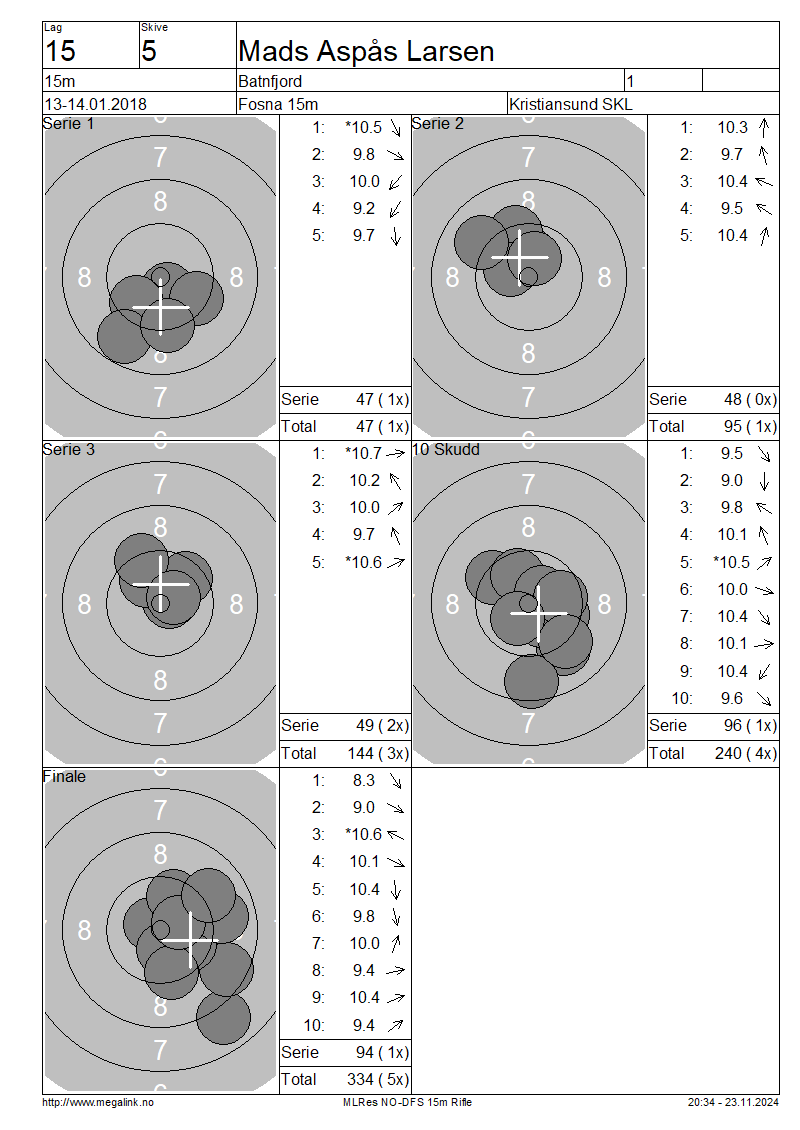 Lag
Skive
15
5
Mads Aspås Larsen
15m
Batnfjord
1
13-14.01.2018
Fosna 15m
Kristiansund SKL
Serie 1
7
8
8 8
8
7
6
1: *10.5
2: 9.8
3: 10.0
4: 9.2
5: 9.7
Serie 47 ( 1x)
Total 47 ( 1x)
Serie 2
7
8
8 8
8
7
6
1: 10.3
2: 9.7
3: 10.4
4: 9.5
5: 10.4
Serie 48 ( 0x)
Total 95 ( 1x)
Serie 3
7
8
8 8
8
7
6
1: *10.7
2: 10.2
3: 10.0
4: 9.7
5: *10.6
Serie 49 ( 2x)
Total 144 ( 3x)
10 Skudd
7
8
8 8
7
6
1: 9.5
2: 9.0
3: 9.8
4: 10.1
5: *10.5
6: 10.0
7: 10.4
8: 10.1
9: 10.4
10: 9.6
Serie 96 ( 1x)
Total 240 ( 4x)
Finale
7
8
8
8
7
6
1: 8.3
2: 9.0
3: *10.6
4: 10.1
5: 10.4
6: 9.8
7: 10.0
8: 9.4
9: 10.4
10: 9.4
Serie 94 ( 1x)
Total 334 ( 5x)
http://www.megalink.no
MLRes NO-DFS 15m Rifle
20:34 - 23.11.2024